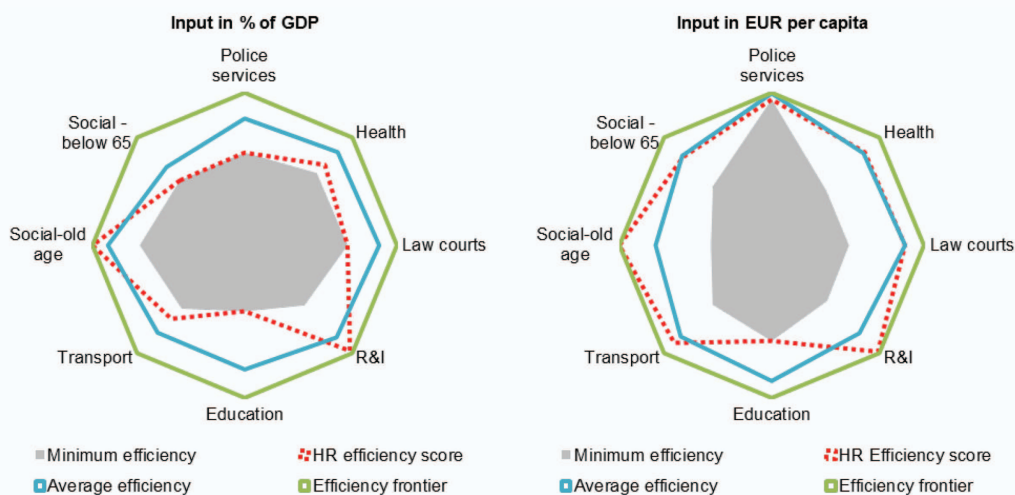 Input in % of GDP
Police
services
Health
Law courts
R&I
Education
Transport
Social-old
age
Social -
below 65
Minimum efficiency
HR efficiency score
Average efficiency
Efficiency frontier
Input in EUR per capita
Police
services
Health
Law courts
R&I
Education
Transport
Social-old
age
Social -
below 65
Minimum efficiency
HR Efficiency score
Average efficiency
Efficiency frontier